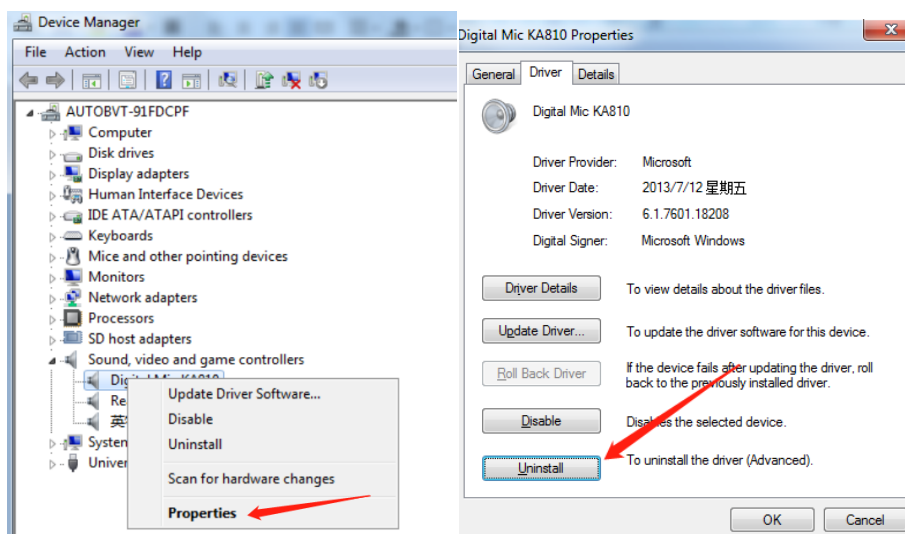 Device Manager
File Action View Help
AUTOBVT-91FDCPF
Computer
Disk drives
Display adapters
Human Interface Devices
IDE ATA/ATAPI controllers
Keyboards
Mice and other pointing devices
Monitors
Network adapters
Processors
SD host adapters
Sound, video and game controllers
Digital Mic KA810
Re
英
System
Univer
Update Driver Software...
Disable
Uninstall
Scan for hardware changes
Properties
Digital Mic KA810 Properties
General Driver Details
Digital Mic KA810
Driver Provider: Microsoft
Driver Date: 2013/7/12 星期五
Driver Version: 6.1.7601.18208
Digital Signer: Microsoft Windows
Driver Details To view details about the driver files.
Update Driver... To update the driver software for this device.
Roll Back Driver If the device fails after updating the driver, roll
back to the previously installed driver.
Disable Disables the selected device.
Uninstall To uninstall the driver (Advanced).
OK Cancel